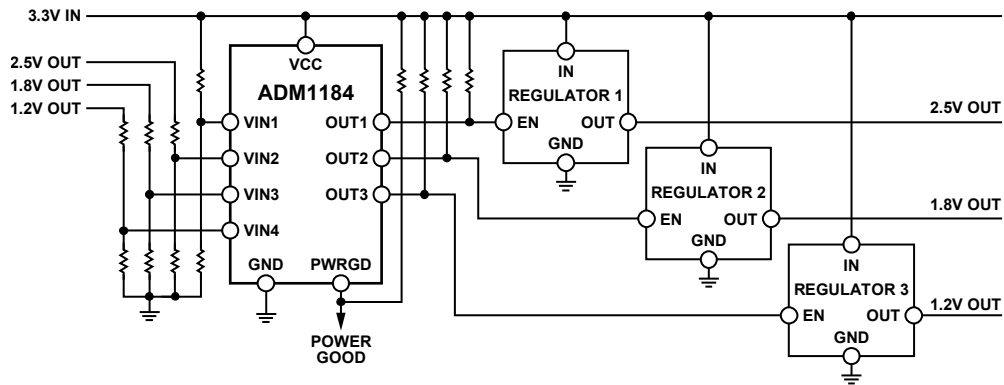 3.3V IN
2.5V OUT
1.8V OUT
1.2V OUT
VCC
ADM1184
VIN1
VIN2
VIN3
VIN4
OUT1
OUT2
OUT3
GND
PWRGD
POWER
GOOD
IN
REGULATOR 1
EN
OUT
GND
2.5V OUT
IN
REGULATOR 2
EN
OUT
GND
1.8V OUT
IN
REGULATOR 3
EN
OUT
GND
1.2V OUT